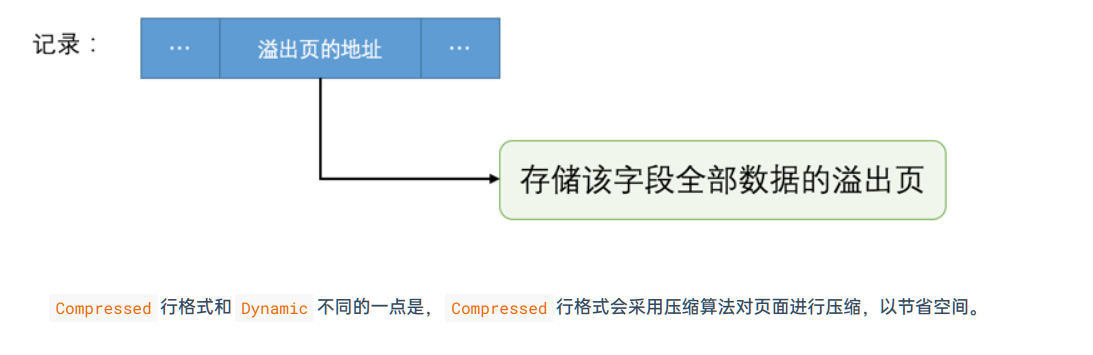 记录：
… 溢出页的地址 …
存储该字段全部数据的溢出页
Compressed 行格式和 Dynamic 不同的一点是，Compressed 行格式会采用压缩算法对页面进行压缩，以节省空间。